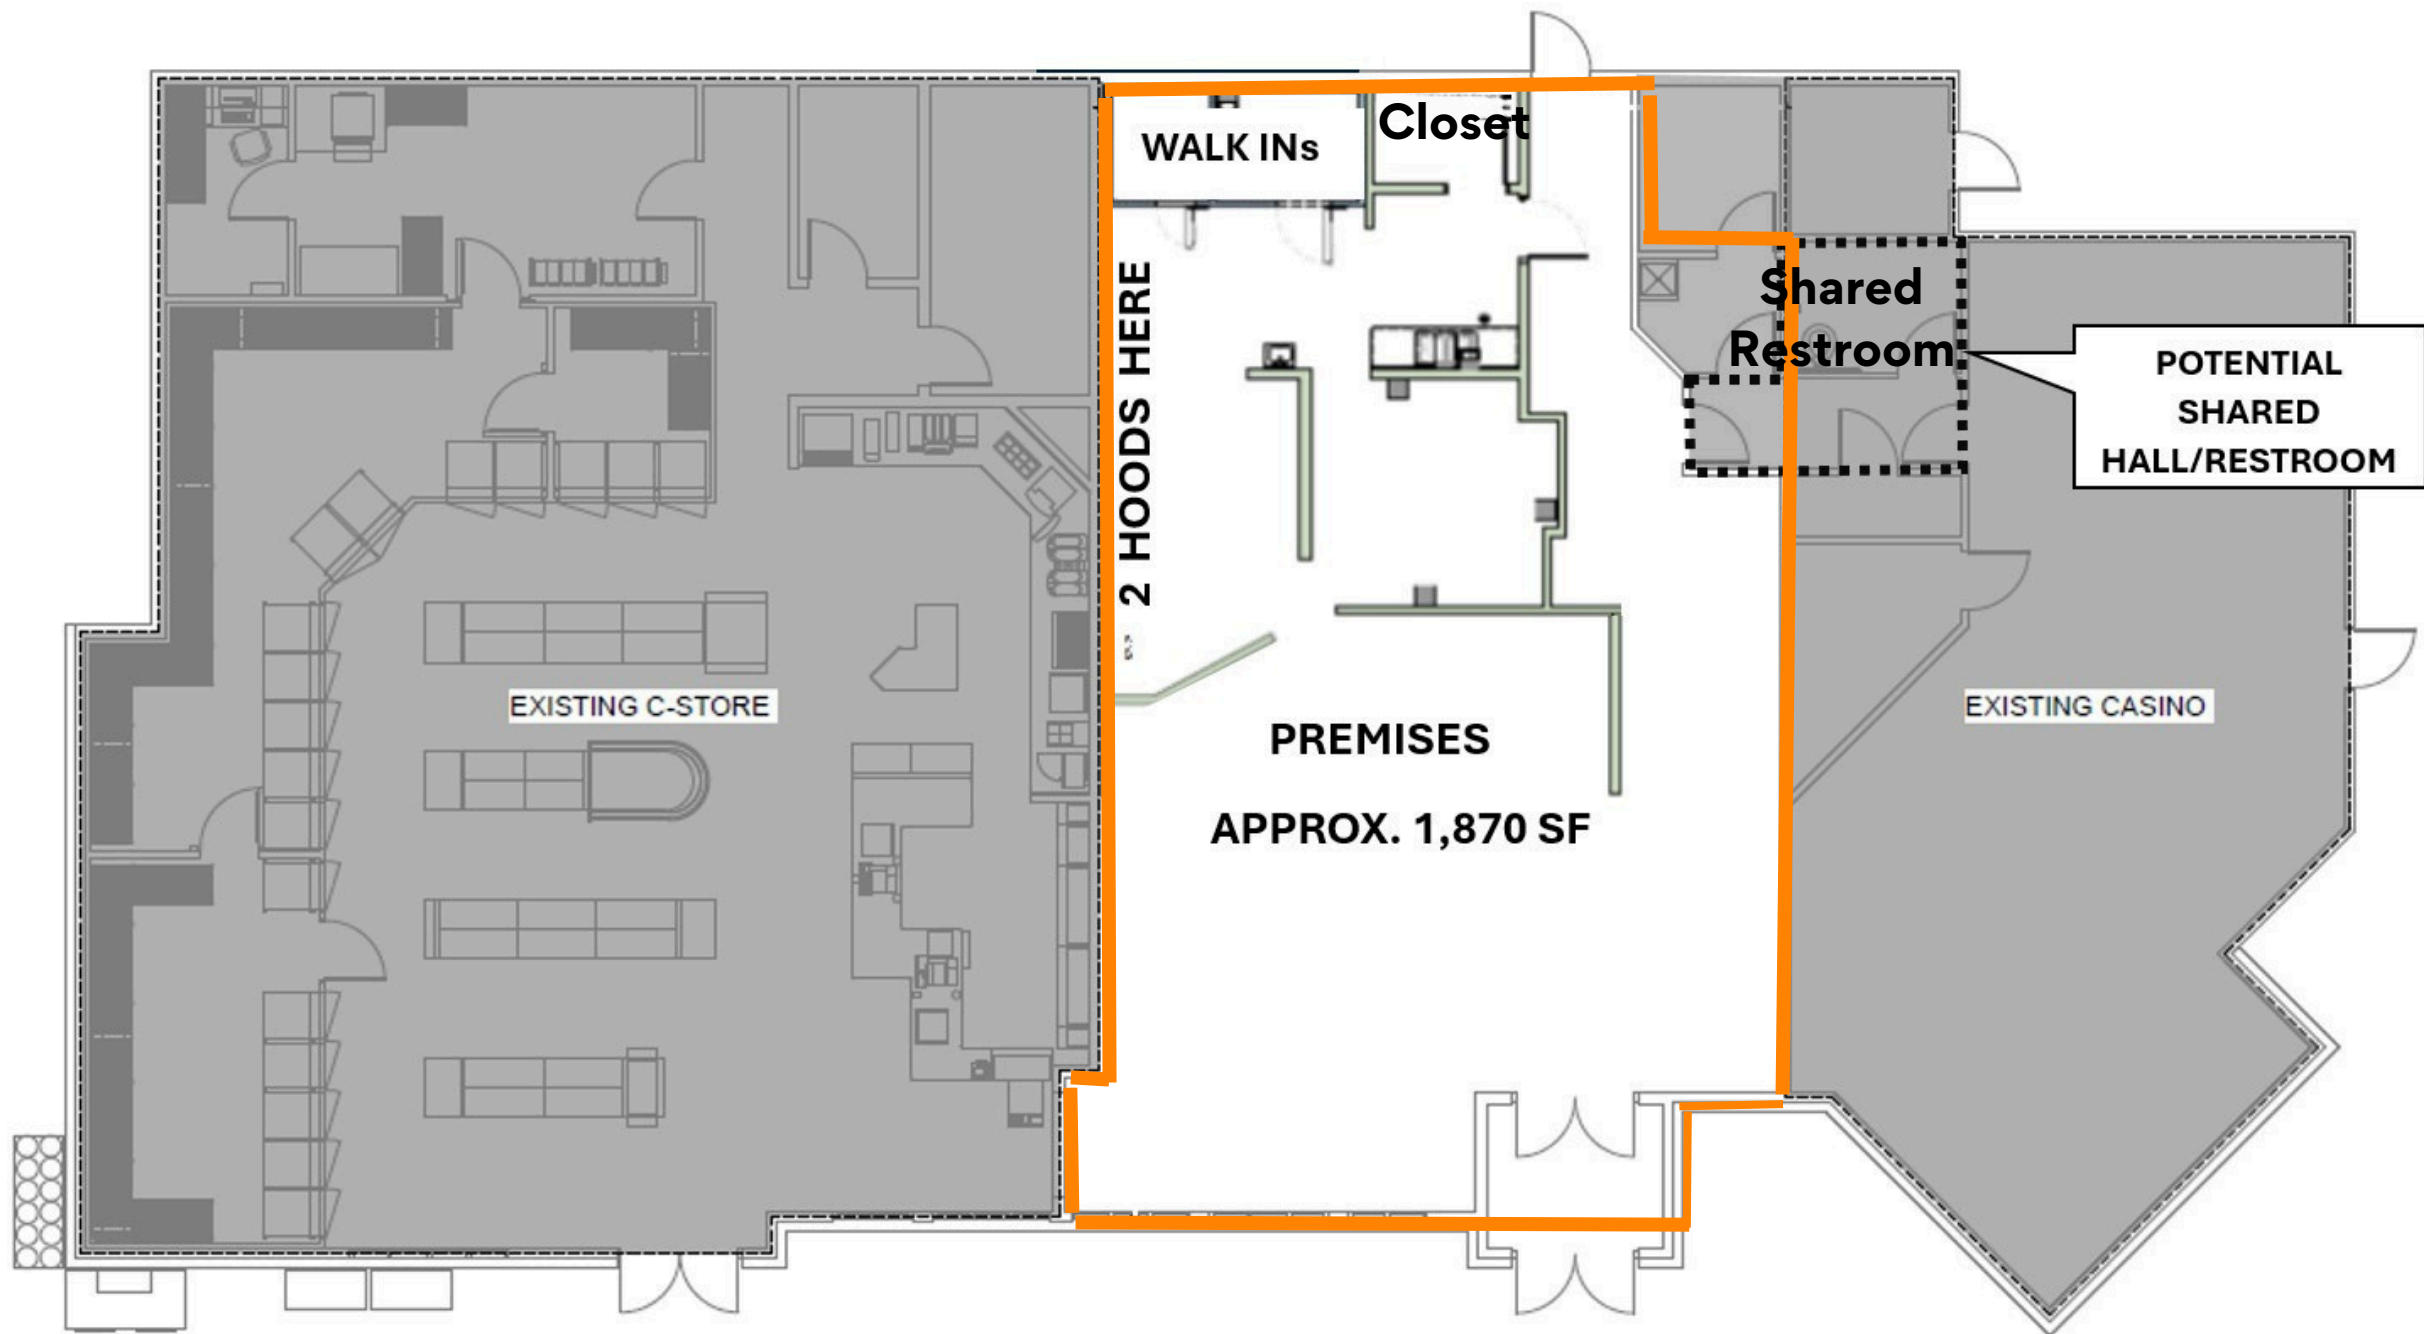 Closet
WALK INs
2 HOODS HERE
Shared
Restroom
POTENTIAL
SHARED
HALL/RESTROOM
EXISTING C-STORE
PREMISES
APPROX. 1,870 SF
EXISTING CASINO